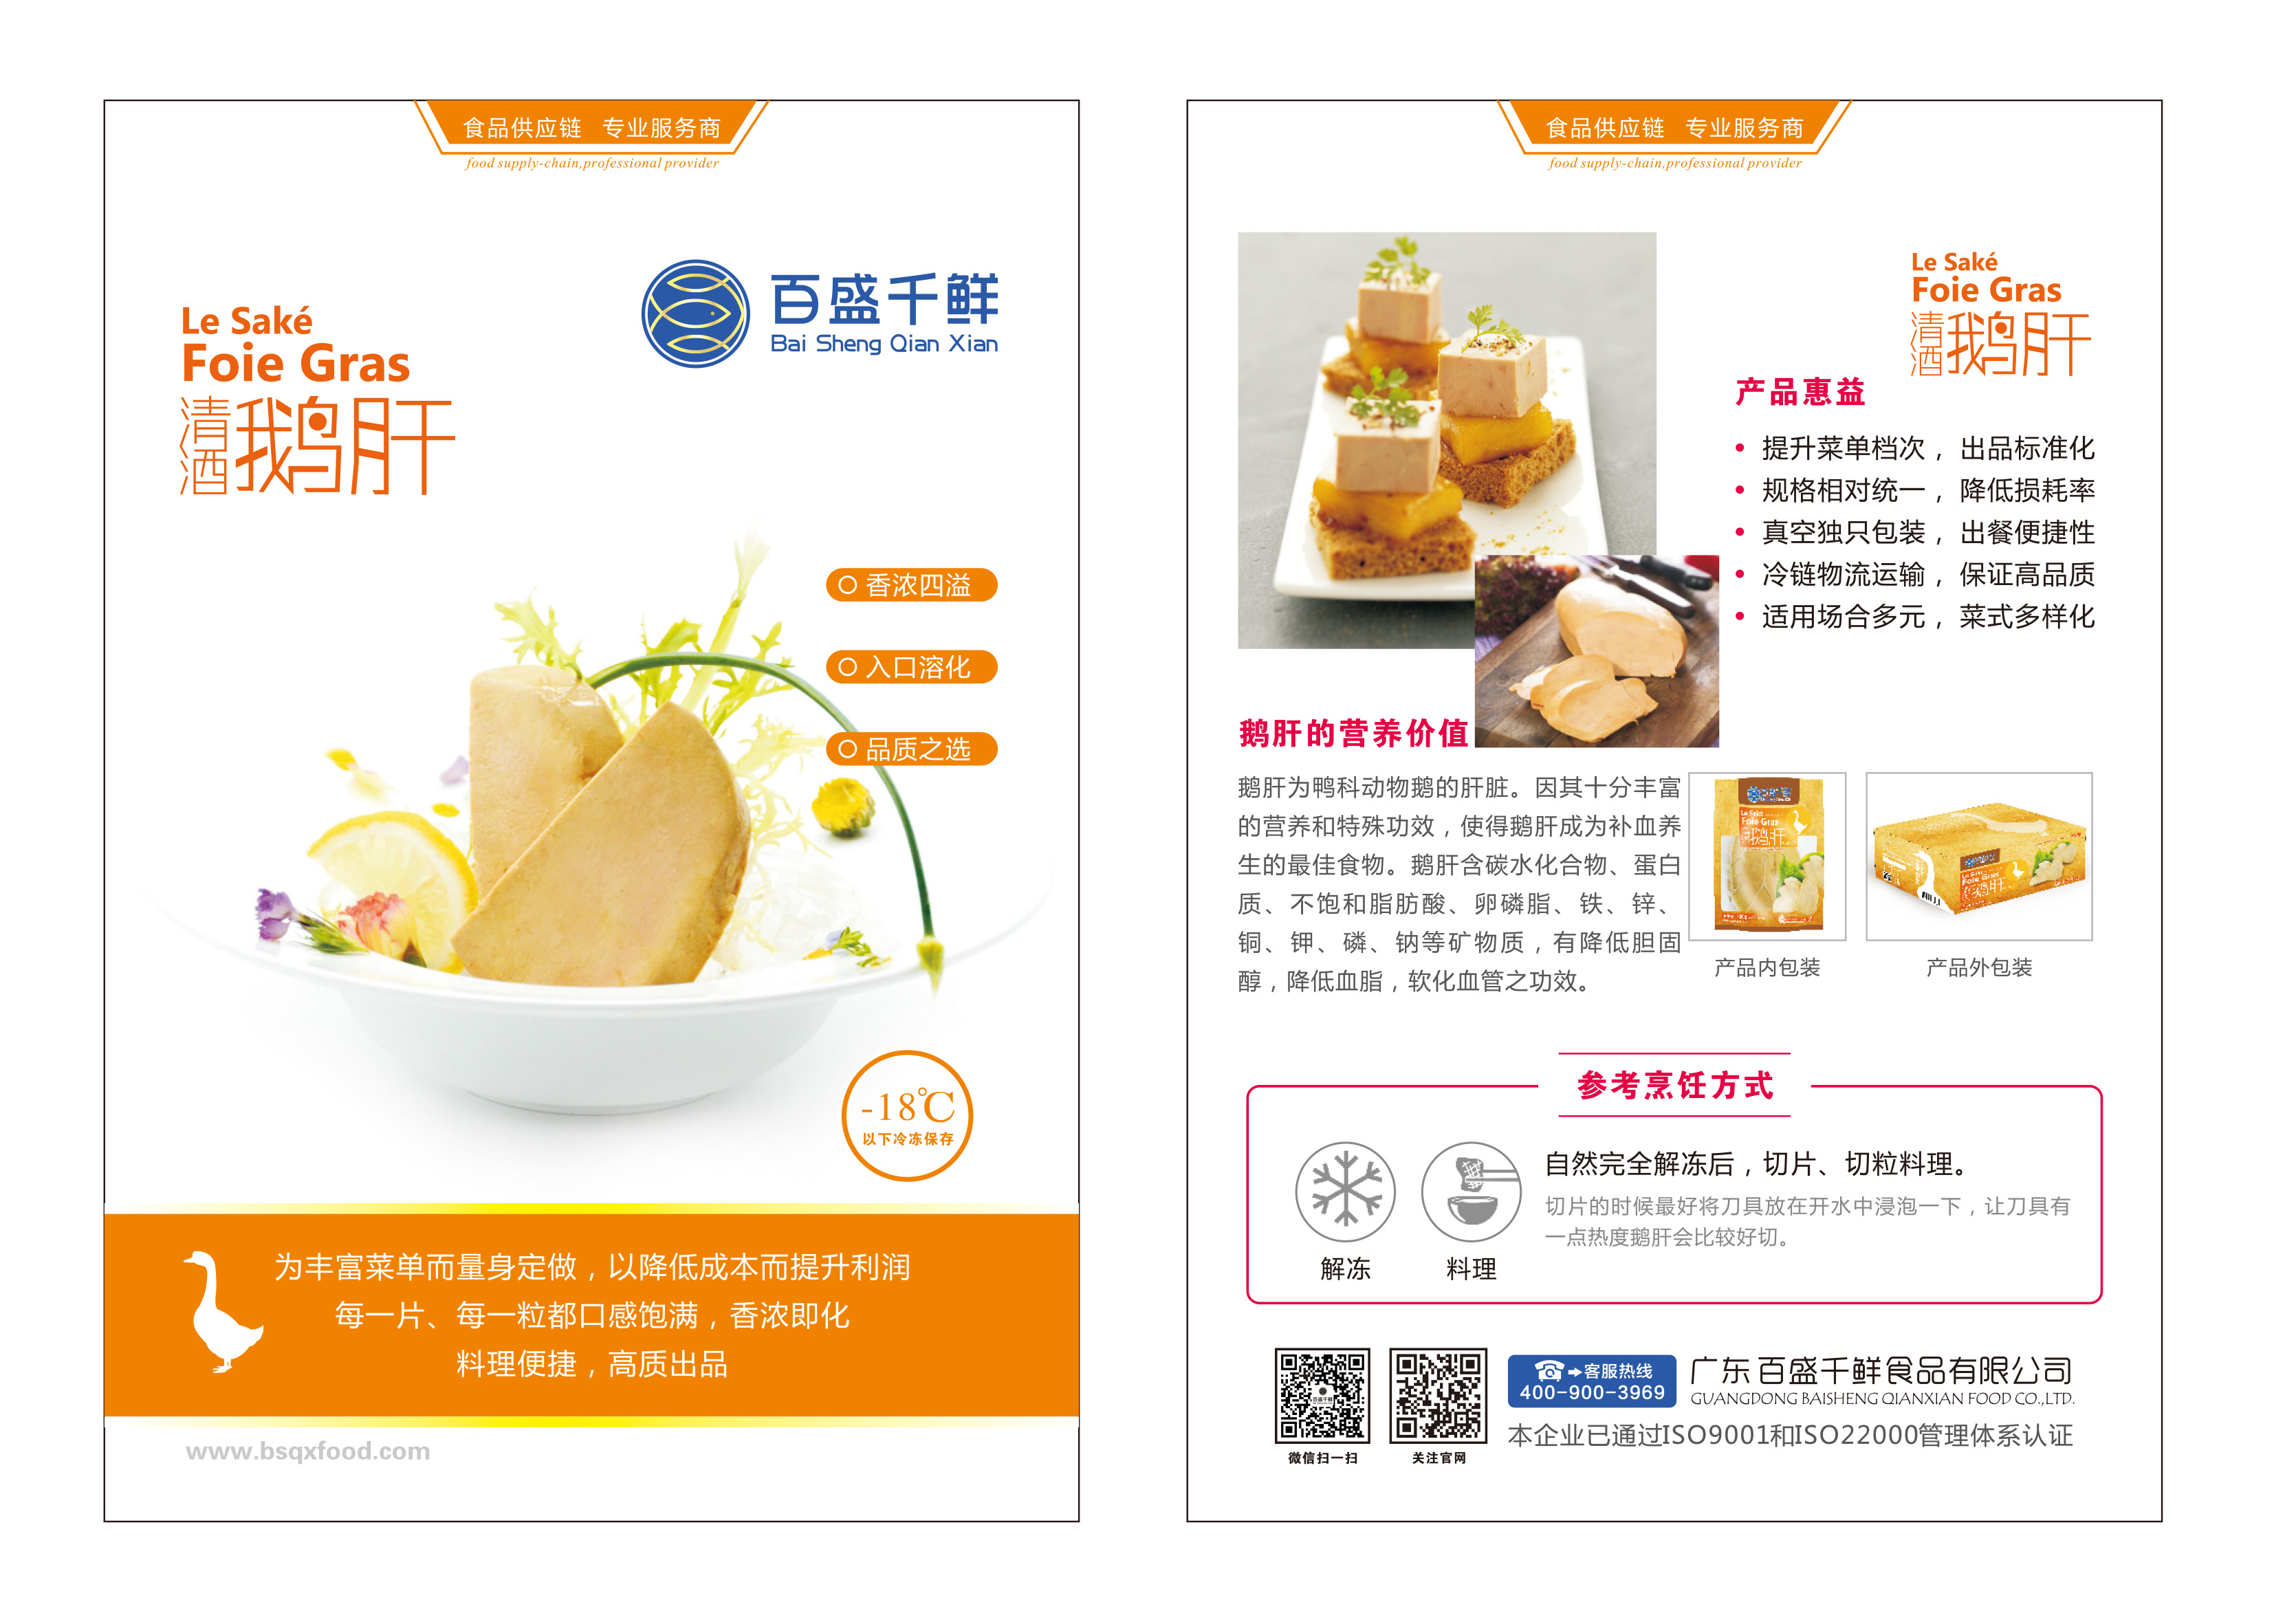 食品供应链 专业服务商
food supply-chain,professional provider
百盛千鲜
Bai Sheng Qian Xian
Le Saké
Foie Gras
清酒鹅肝
香浓四溢
入口溶化
品质之选
-18℃
以下冷冻保存
为丰富菜单而量身定做，以降低成本而提升利润
每一片、每一粒都口感饱满，香浓即化
料理便捷，高质出品
www.bsqxfood.com
食品供应链 专业服务商
food supply-chain,professional provider
Le Saké
Foie Gras
清酒鹅肝
产品惠益
• 提升菜单档次，出品标准化
• 规格相对统一，降低损耗率
• 真空独只包装，出餐便捷性
• 冷链物流运输，保证高品质
• 适用场合多元，菜式多样化
鹅肝的营养价值
鹅肝为鸭科动物鹅的肝脏。因其十分丰富
的营养和特殊功效，使得鹅肝成为补血养
生的最佳食物。鹅肝含碳水化合物、蛋白
质、不饱和脂肪酸、卵磷脂、铁、锌、
铜、钾、磷、钠等矿物质，有降低胆固
醇，降低血脂，软化血管之功效。
Le Saké
Foie Gras
清酒鹅肝
产品内包装
Foie Gras
鹅肝
产品外包装
参考烹饪方式
解冻
料理
自然完全解冻后，切片、切粒料理。
切片的时候最好将刀具放在开水中浸泡一下，让刀具有
一点热度鹅肝会比较好切。
百盛千鲜
微信扫一扫
关注官网
客服热线
400-900-3969
广东百盛千鲜食品有限公司
GUANGDONG BAISHENG QIANXIAN FOOD CO.,LTD.
本企业已通过ISO9001和ISO22000管理体系认证